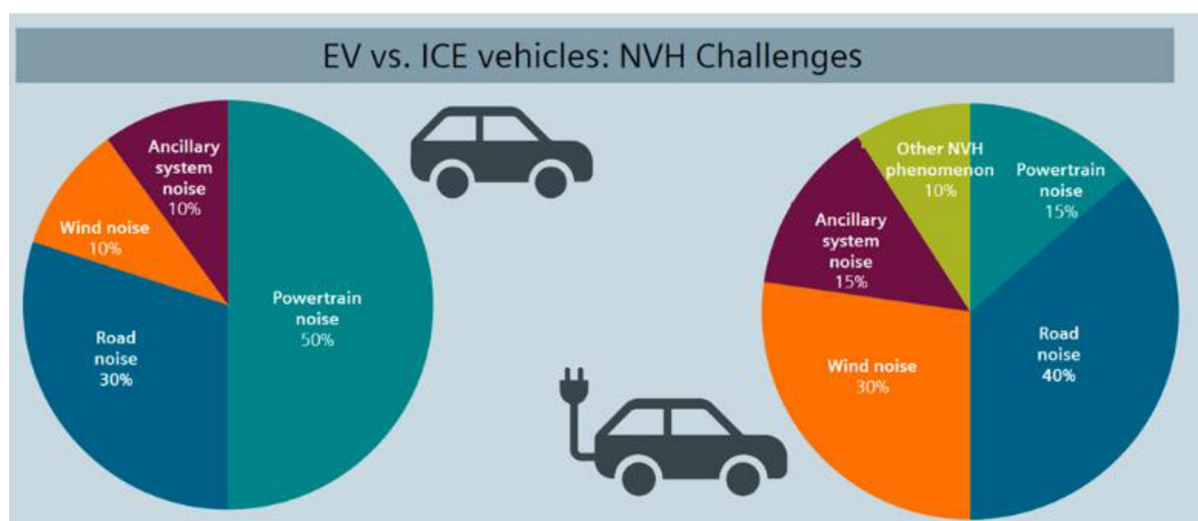 EV vs. ICE vehicles: NVH Challenges
Ancillary
system
noise
10%
Wind noise
10%
Powertrain
noise
50%
Road
noise
30%
Other NVH
phenomenon
10%
Powertrain
noise
15%
Ancillary
system
noise
15%
Road
noise
40%
Wind noise
30%